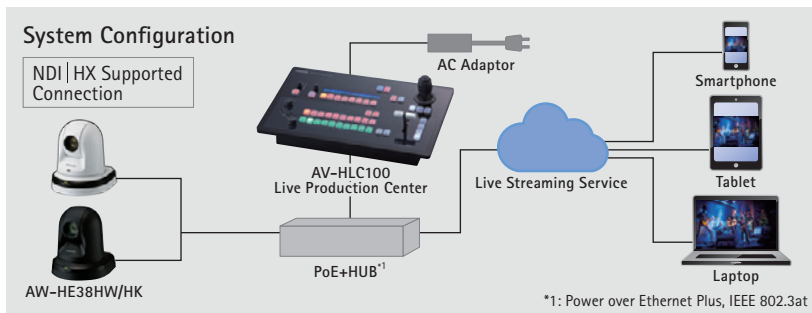 System Configuration
NDI|HX Supported
Connection
AC Adaptor
AV-HLC100
Live Production Center
AW-HE38HW/HK
PoE+HUB*1
Live Streaming Service
Smartphone
Tablet
Laptop
*1: Power over Ethernet Plus, IEEE 802.3at